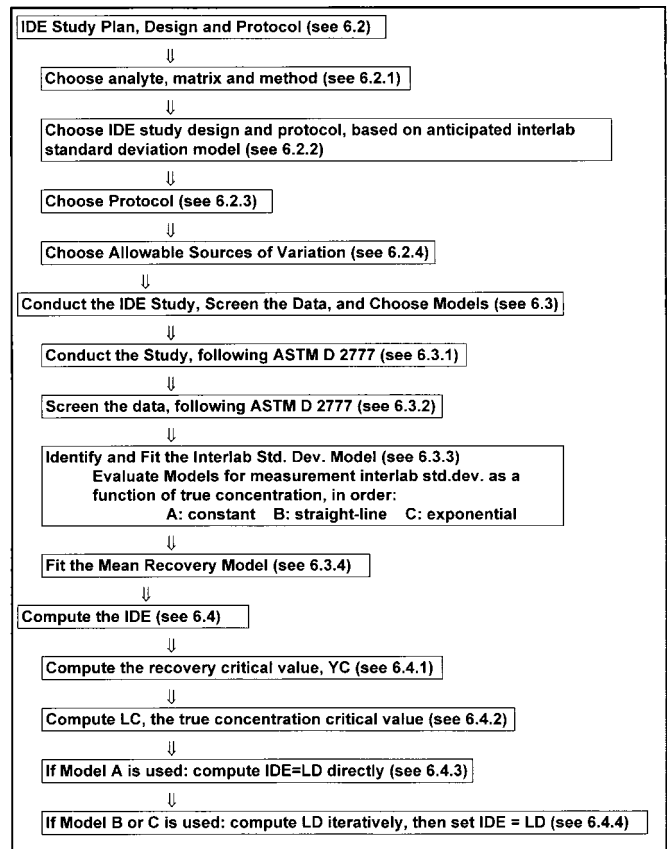 IDE Study Plan, Design and Protocol (see 6.2)
⇓
Choose analyte, matrix and method (see 6.2.1)
⇓
Choose IDE study design and protocol, based on anticipated interlab
standard deviation model (see 6.2.2)
⇓
Choose Protocol (see 6.2.3)
⇓
Choose Allowable Sources of Variation (see 6.2.4)
⇓
Conduct the IDE Study, Screen the Data, and Choose Models (see 6.3)
⇓
Conduct the Study, following ASTM D 2777 (see 6.3.1)
⇓
Screen the data, following ASTM D 2777 (see 6.3.2)
⇓
Identify and Fit the Interlab Std. Dev. Model (see 6.3.3)
Evaluate Models for measurement interlab std.dev. as a
function of true concentration, in order:
A: constant B: straight-line C: exponential
⇓
Fit the Mean Recovery Model (see 6.3.4)
⇓
Compute the IDE (see 6.4)
⇓
Compute the recovery critical value, YC (see 6.4.1)
⇓
Compute LC, the true concentration critical value (see 6.4.2)
⇓
If Model A is used: compute IDE=LD directly (see 6.4.3)
⇓
If Model B or C is used: compute LD iteratively, then set IDE = LD (see 6.4.4)